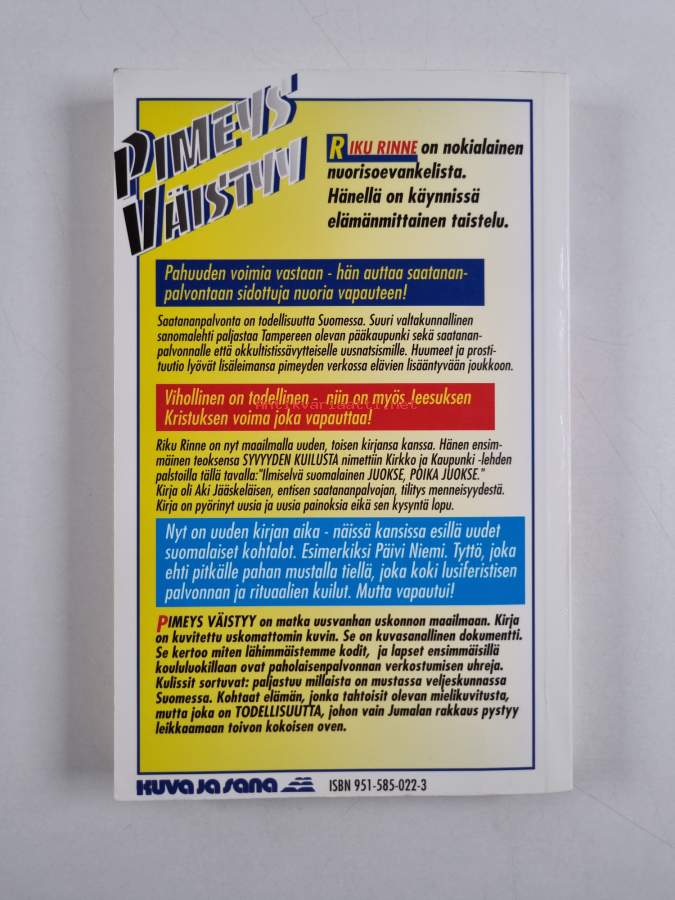 PIMEYS
VÄISTYY
RIKU RINNE on nokialainen
nuorisoevankelista.
Hänellä on käynnissä
elämänmittainen taistelu.
Pahuuden voimia vastaan - hän auttaa saatanan-
palvontaan sidottuja nuoria vapauteen!
Saatananpalvonta on todellisuutta Suomessa. Suuri valtakunnallinen
sanomalehti paljastaa Tampereen olevan pääkaupunki sekä saatanan-
palvonnalle että okkultistissävytteiselle uusnatsismille. Huumeet ja prosti-
tuutio lyövät lisäleimansa pimeyden verkossa elävien lisääntyvään joukkoon.
Vihollinen on todellinen - niin on myös Jeesuksen
Kristuksen voima joka vapauttaa!
antikvariaatti.net
Riku Rinne on nyt maailmalla uuden, toisen kirjansa kanssa. Hänen ensim-
mäinen teoksensa SYVYYDEN KUILUSTA nimettiin Kirkko ja Kaupunki -lehden
palstoilla tällä tavalla:"Ilmiselvä suomalainen JUOKSE, POIKA JUOKSE."
Kirja oli Aki Jääskeläisen, entisen saatananpalvojan, tilitys menneisyydestä.
Kirja on pyörinyt uusia ja uusia painoksia eikä sen kysyntä lopu.
Nyt on uuden kirjan aika - näissä kansissa esillä uudet
suomalaiset kohtalot. Esimerkiksi Päivi Niemi. Tyttö, joka
ehti pitkälle pahan mustalla tiellä, joka koki lusiferistisen
palvonnan ja rituaalien kuilut. Mutta vapautui!
PIMEYS VÄISTYY on matka uusvanhan uskonnon maailmaan. Kirja
on kuvitettu uskomattomin kuvin. Se on kuvasanallinen dokumentti.
Se kertoo miten lähimmäistemme kodit, ja lapset ensimmäisillä
koululuokillaan ovat paholaisenpalvonnan verkostumisen uhreja.
Kulissit sortuvat: paljastuu millaista on mustassa veljeskunnassa
Suomessa. Kohtaat elämän, jonka tahtoisit olevan mielikuvitusta,
mutta joka on TODELLISUUTTA, johon vain Jumalan rakkaus pystyy
leikkaamaan toivon kokoisen oven.
KUVA JA SANA
ISBN 951-585-022-3